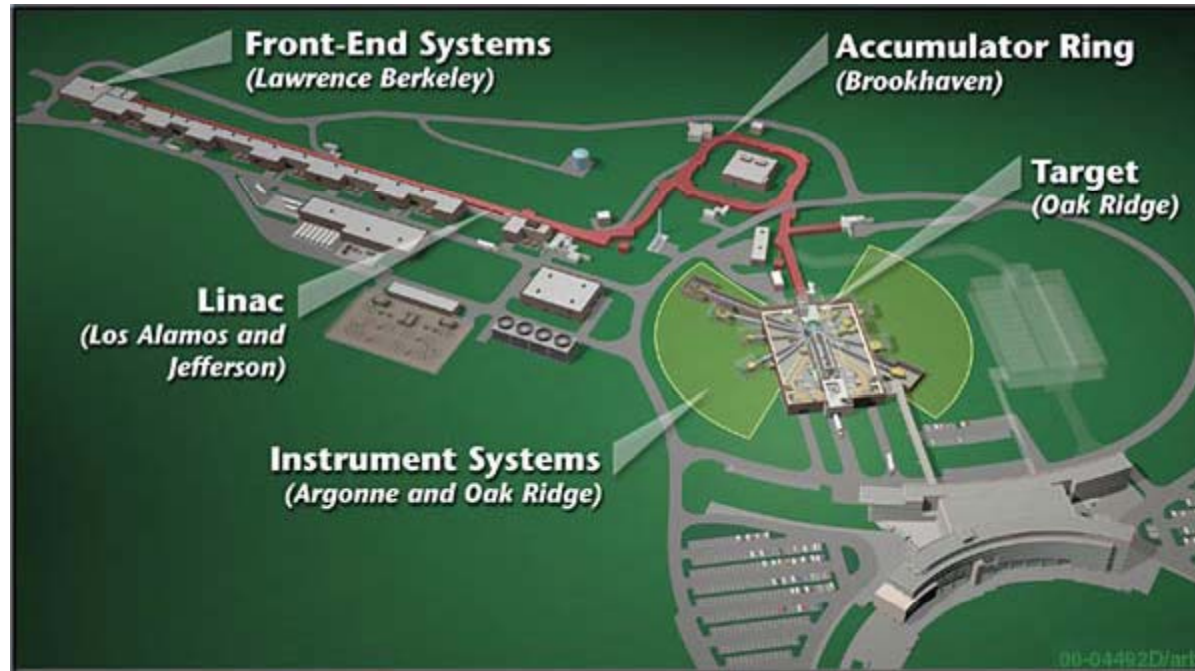 Front-End Systems
(Lawrence Berkeley)
Accumulator Ring
(Brookhaven)
Target
(Oak Ridge)
Linac
(Los Alamos and
Jefferson)
Instrument Systems
(Argonne and Oak Ridge)